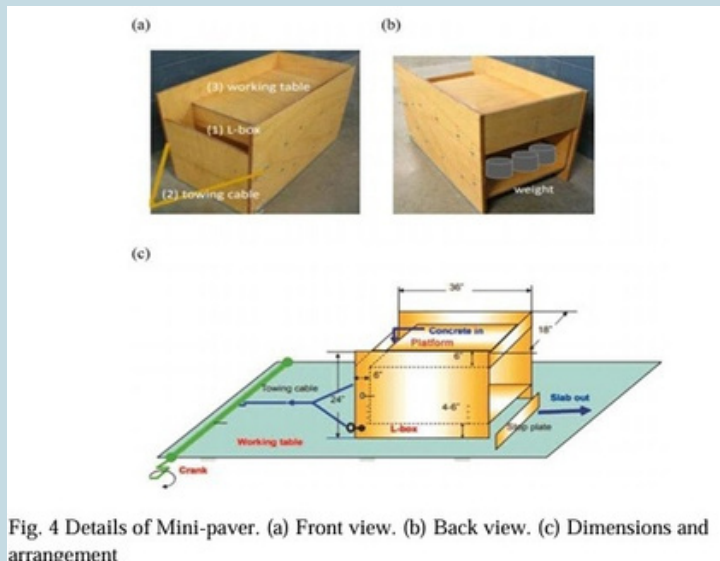 (a)
(b)
(3) working table
(1) L-box
(2) towing cable
weight
(c)
36"
18"
Concrete in
Platform
6"
6"
Towing cable
24"
4-6"
Slab out
Stop plate
L-box
Working table
Crank
Fig. 4 Details of Mini-paver. (a) Front view. (b) Back view. (c) Dimensions and
arrangement